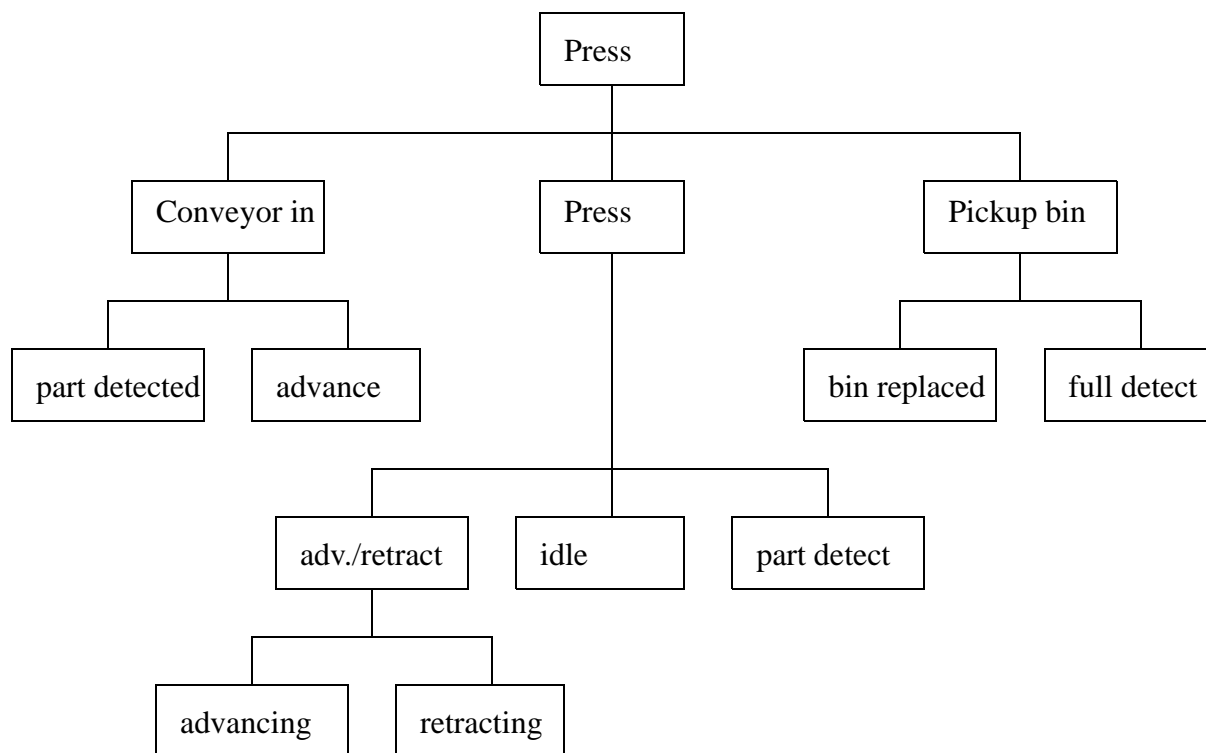 Press
Conveyor in
Press
Pickup bin
part detected
advance
bin replaced
full detect
adv./retract
idle
part detect
advancing
retracting